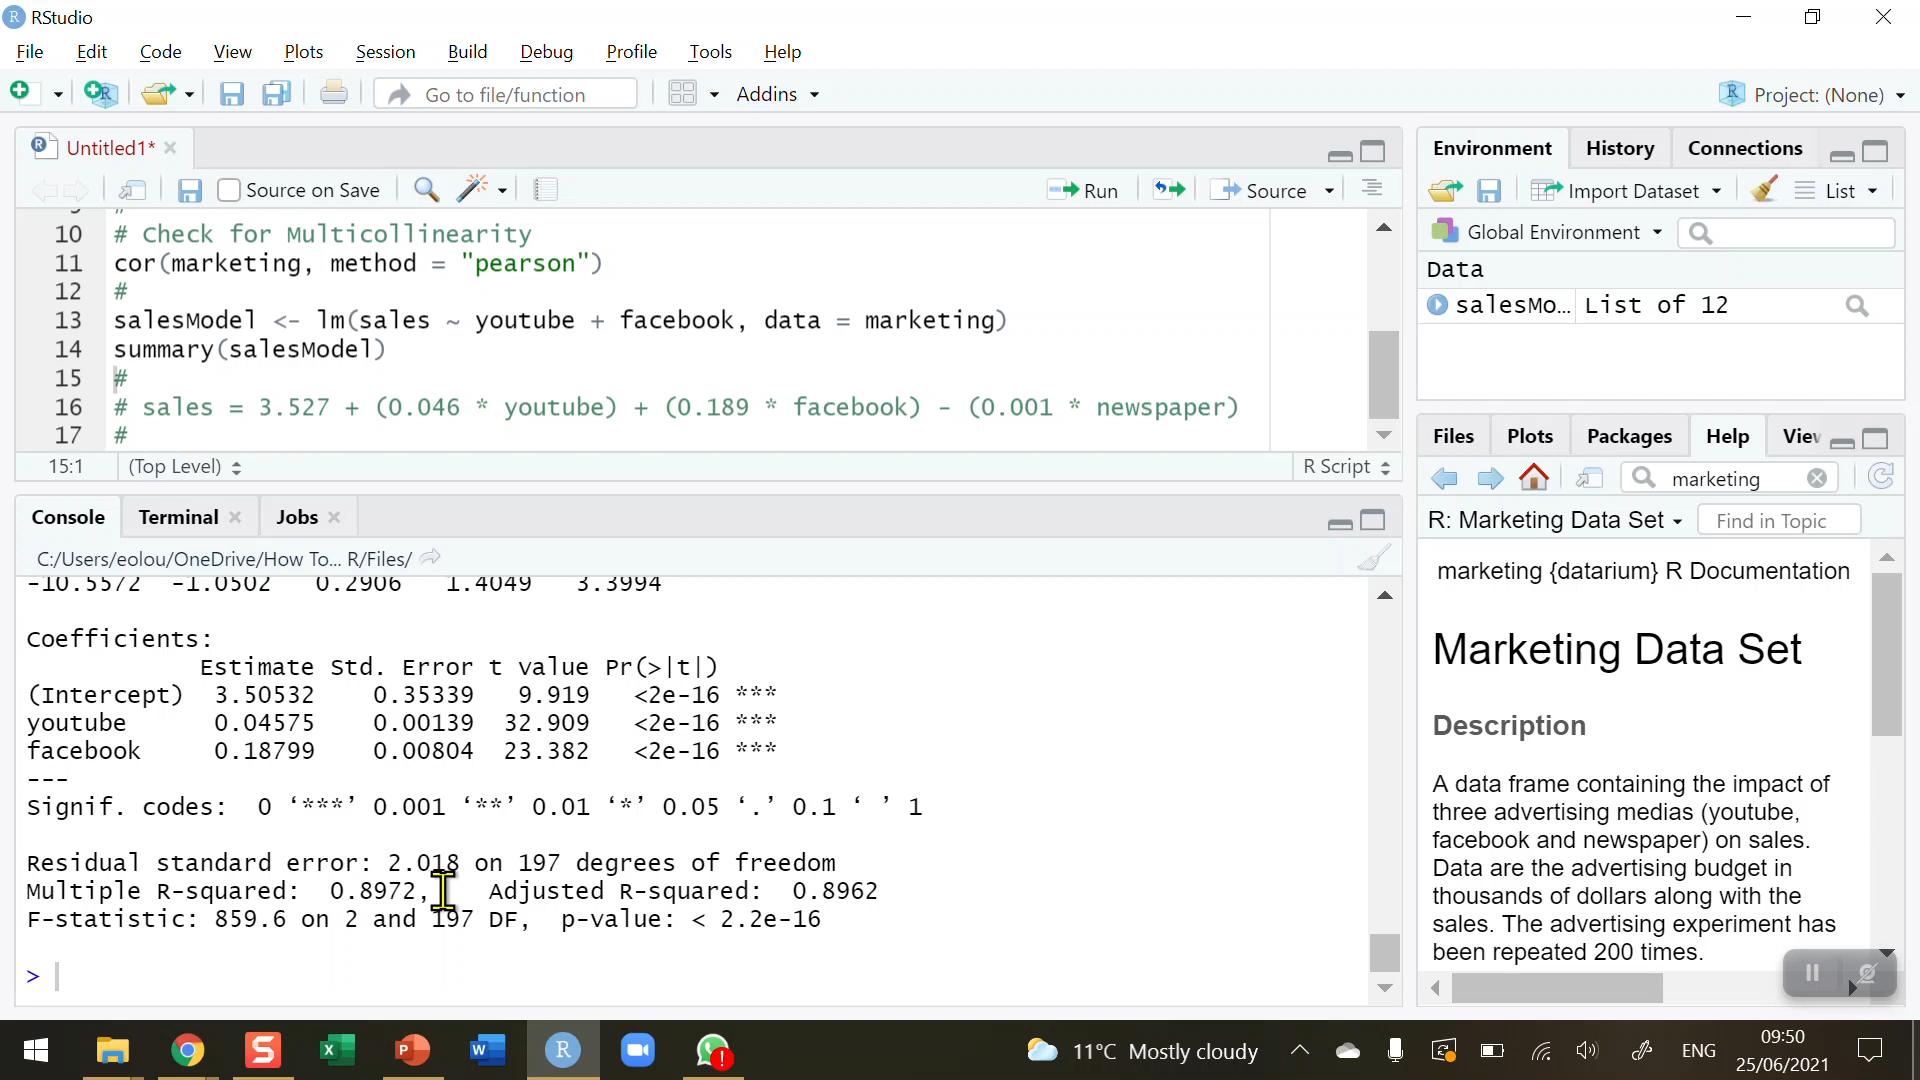 RStudio
File Edit Code View Plots Session Build Debug Profile Tools Help
Go to file/function Addins Project: (None)
Untitled1*
Source on Save Run Source
10 # Check for Multicollinearity
11 cor(marketing, method = "pearson")
12 #
13 salesModel <- lm(sales ~ youtube + facebook, data = marketing)
14 summary(salesModel)
15 #
16 # sales = 3.527 + (0.046 * youtube) + (0.189 * facebook) - (0.001 * newspaper)
17 #
15:1 (Top Level) R Script
Console Terminal Jobs
C:/Users/eolou/OneDrive/How To... R/Files/
-10.5572 -1.0502 0.2906 1.4049 3.3994
Coefficients:
Estimate Std. Error t value Pr(>|t|)
(Intercept) 3.50532 0.35339 9.919 <2e-16 ***
youtube 0.04575 0.00139 32.909 <2e-16 ***
facebook 0.18799 0.00804 23.382 <2e-16 ***
---
Signif. codes: 0 ‘***’ 0.001 ‘**’ 0.01 ‘*’ 0.05 ‘.’ 0.1 ‘ ’ 1
Residual standard error: 2.018 on 197 degrees of freedom
Multiple R-squared: 0.8972, Adjusted R-squared: 0.8962
F-statistic: 859.6 on 2 and 197 DF, p-value: < 2.2e-16
>
Environment History Connections
Import Dataset List
Global Environment
Data
salesMo... List of 12
Files Plots Packages Help View
marketing
R: Marketing Data Set Find in Topic
marketing {datarium} R Documentation
Marketing Data Set
Description
A data frame containing the impact of
three advertising medias (youtube,
facebook and newspaper) on sales.
Data are the advertising budget in
thousands of dollars along with the
sales. The advertising experiment has
been repeated 200 times.
11°C Mostly cloudy ENG
09:50
25/06/2021